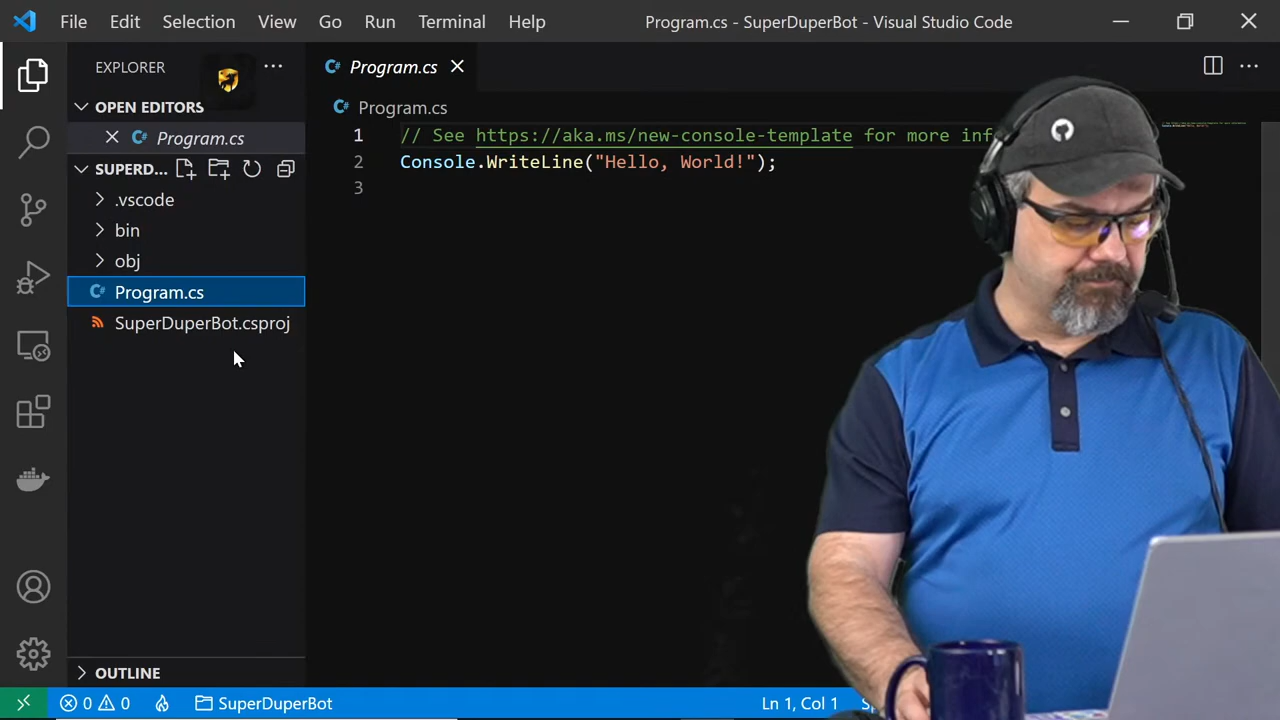 File Edit Selection View Go Run Terminal Help Program.cs - SuperDuperBot - Visual Studio Code
EXPLORER
Program.cs
OPEN EDITORS
Program.cs
Program.cs
1 // See https://aka.ms/new-console-template for more inf
SUPERD...
2 Console.WriteLine("Hello, World!");
3
.vscode
bin
obj
Program.cs
SuperDuperBot.csproj
OUTLINE
0 0 SuperDuperBot Ln 1, Col 1